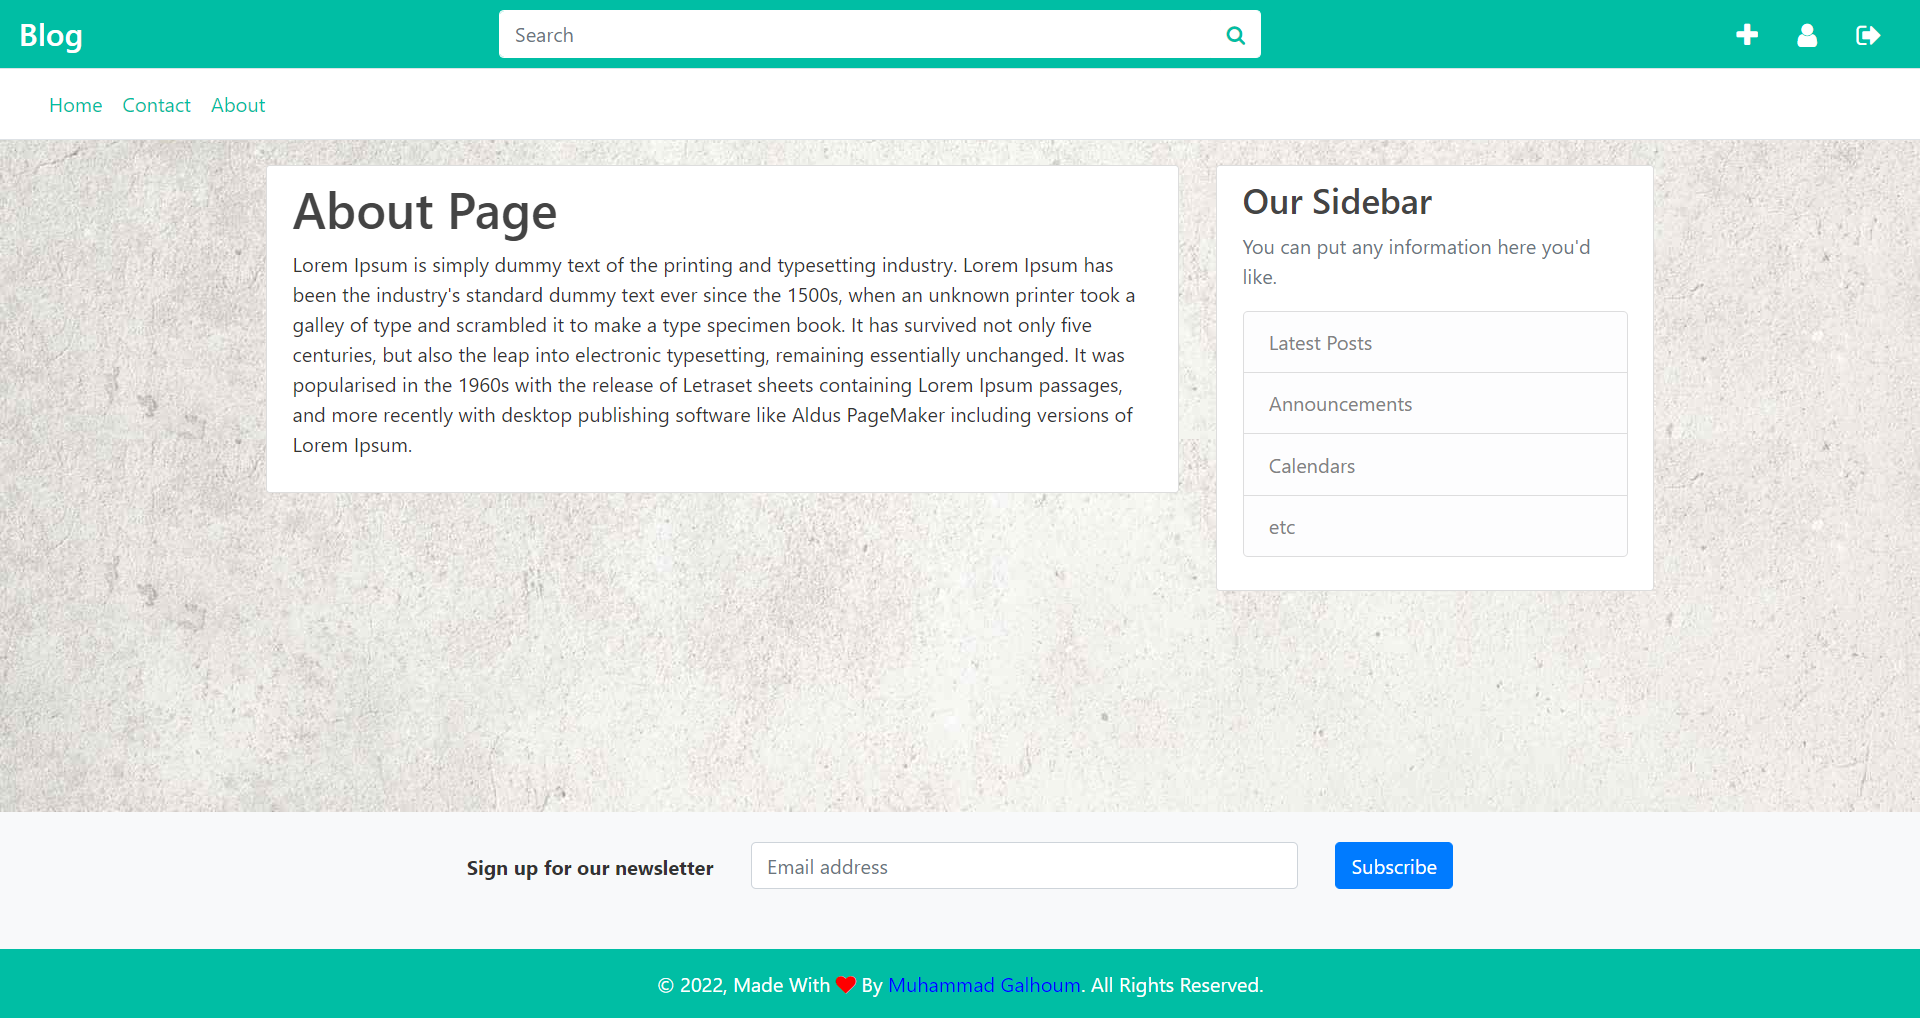 Blog
Search
Home Contact About
About Page
Lorem Ipsum is simply dummy text of the printing and typesetting industry. Lorem Ipsum has
been the industry's standard dummy text ever since the 1500s, when an unknown printer took a
galley of type and scrambled it to make a type specimen book. It has survived not only five
centuries, but also the leap into electronic typesetting, remaining essentially unchanged. It was
popularised in the 1960s with the release of Letraset sheets containing Lorem Ipsum passages,
and more recently with desktop publishing software like Aldus PageMaker including versions of
Lorem Ipsum.
Our Sidebar
You can put any information here you'd
like.
Latest Posts
Announcements
Calendars
etc
Sign up for our newsletter
Email address
Subscribe
© 2022, Made With ❤ By Muhammad Galhoum. All Rights Reserved.